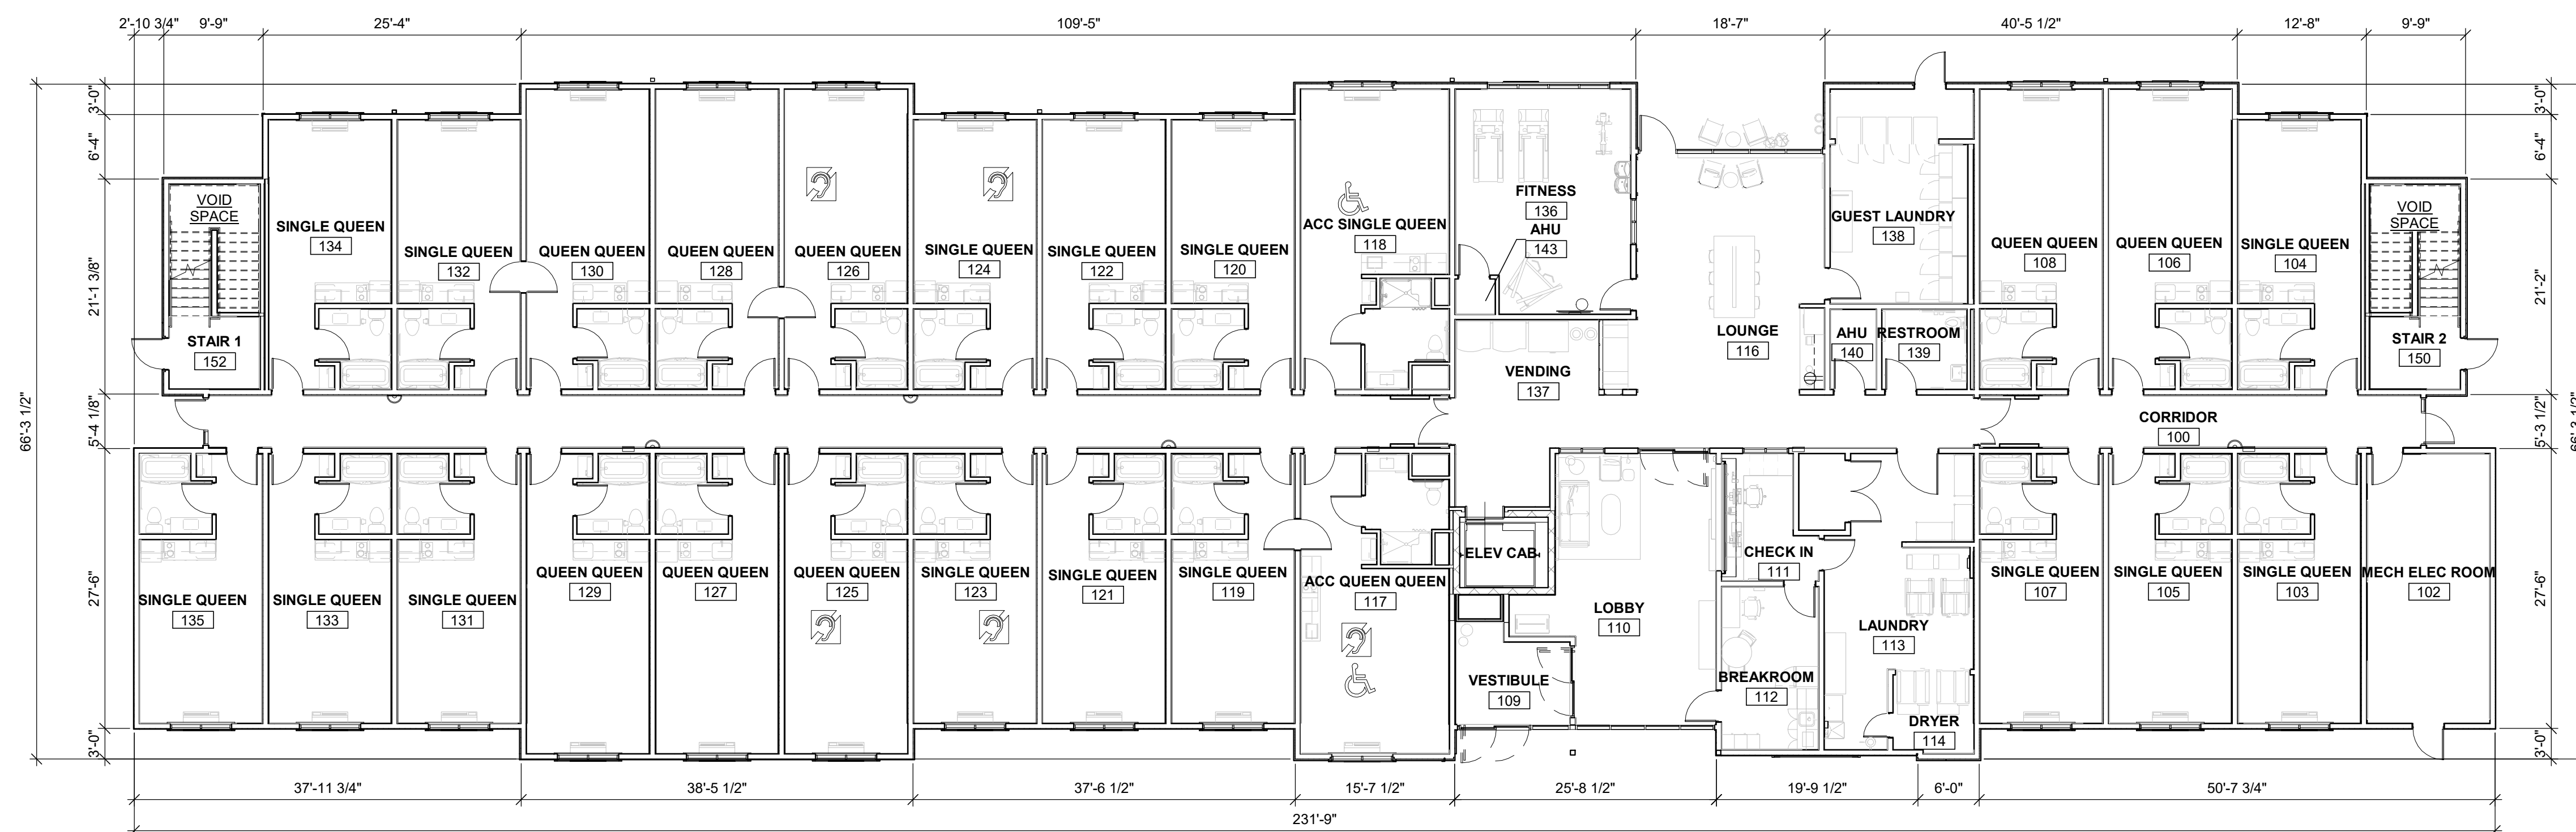 2'-10 3/4" 9'-9" 25'-4" 109'-5" 18'-7" 40'-5 1/2" 12'-8" 9'-9"
3'-0"
6'-4"
21'-1 3/8"
5'-4 1/8"
27'-6"
3'-0"
66'-3 1/2"
VOID
SPACE
STAIR 1
152
SINGLE QUEEN
134
SINGLE QUEEN
132
QUEEN QUEEN
130
QUEEN QUEEN
128
QUEEN QUEEN
126
SINGLE QUEEN
124
SINGLE QUEEN
122
SINGLE QUEEN
120
ACC SINGLE QUEEN
118
FITNESS
136
AHU
143
VENDING
137
LOUNGE
116
GUEST LAUNDRY
138
AHU
140
RESTROOM
139
QUEEN QUEEN
108
QUEEN QUEEN
106
SINGLE QUEEN
104
VOID
SPACE
STAIR 2
150
CORRIDOR
100
SINGLE QUEEN
135
SINGLE QUEEN
133
SINGLE QUEEN
131
QUEEN QUEEN
129
QUEEN QUEEN
127
QUEEN QUEEN
125
SINGLE QUEEN
123
SINGLE QUEEN
121
SINGLE QUEEN
119
ACC QUEEN QUEEN
117
ELEV CAB
VESTIBULE
109
LOBBY
110
CHECK IN
111
BREAKROOM
112
LAUNDRY
113
DRYER
114
SINGLE QUEEN
107
SINGLE QUEEN
105
SINGLE QUEEN
103
MECH ELEC ROOM
102
3'-0"
6'-4"
21'-2"
5'-3 1/2"
27'-6"
3'-0"
66'-3 1/2"
37'-11 3/4" 38'-5 1/2" 37'-6 1/2" 15'-7 1/2" 25'-8 1/2" 19'-9 1/2" 6'-0" 50'-7 3/4"
231'-9"